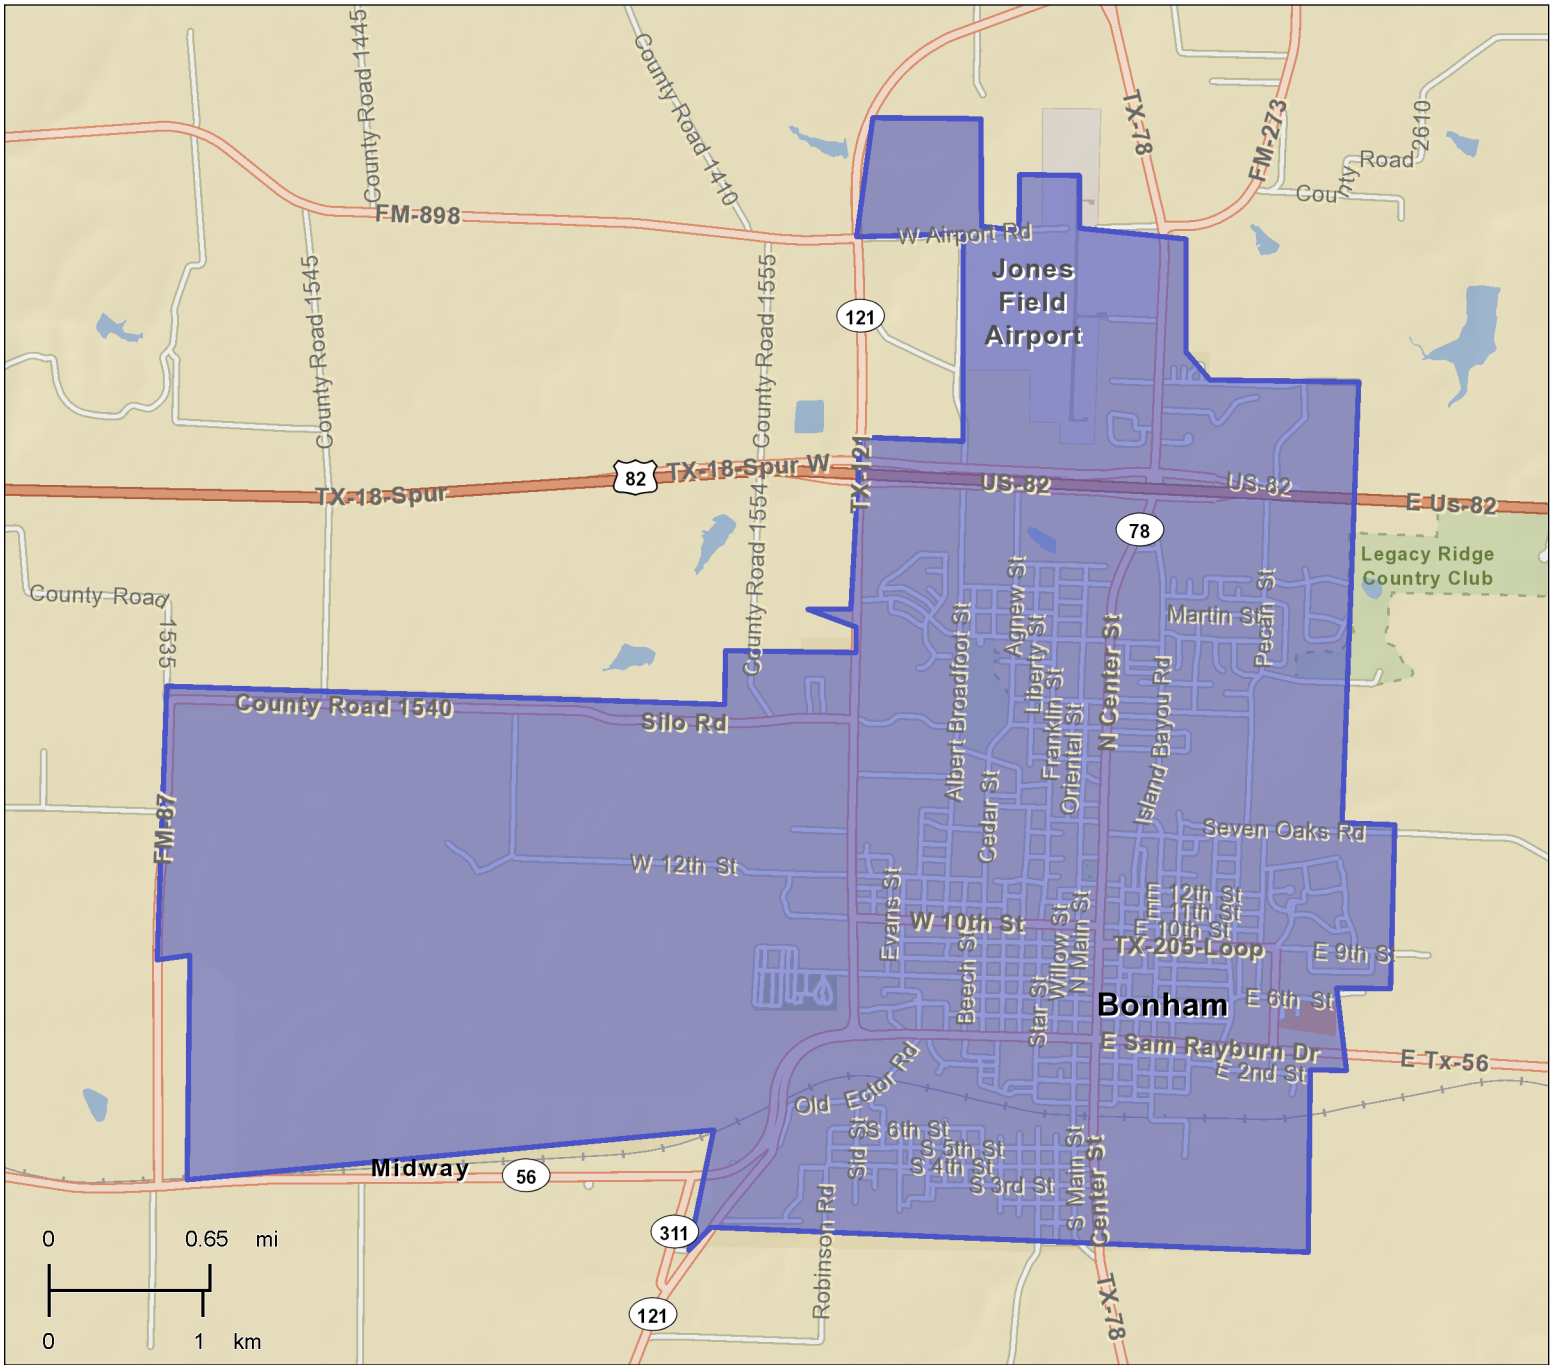 County Road 1445
County Road 1410
TX-78
FM-273
County Road 2610
FM-898
W Airport Rd
Jones
Field
Airport
County Road 1545
County Road 1555
121
TX-18-Spur
82
TX-18-Spur W
TX-121
US-82
US-82
E Us-82
78
Legacy Ridge
Country Club
County Road 1535
County Road 1554
Agnew St
Albert Broadfoot St
Liberty St
Franklin St
Oriental St
N Center St
Martin St
Pecan St
Island Bayou Rd
County Road 1540
Silo Rd
FM-87
Cedar St
Seven Oaks Rd
W 12th St
Evans St
W 10th St
Beech St
Willow St
N Main St
Star St
E 12th St
E 11th St
E 10th St
TX-205-Loop
E 9th St
E 6th St
Bonham
E Sam Rayburn Dr
E Tx-56
E 2nd St
Old Ector Rd
Sid St
S 6th St
S 5th St
S 4th St
S 3rd St
S Main St
Center St
Midway
56
311
Robinson Rd
121
TX-78
0 0.65 mi
0 1 km